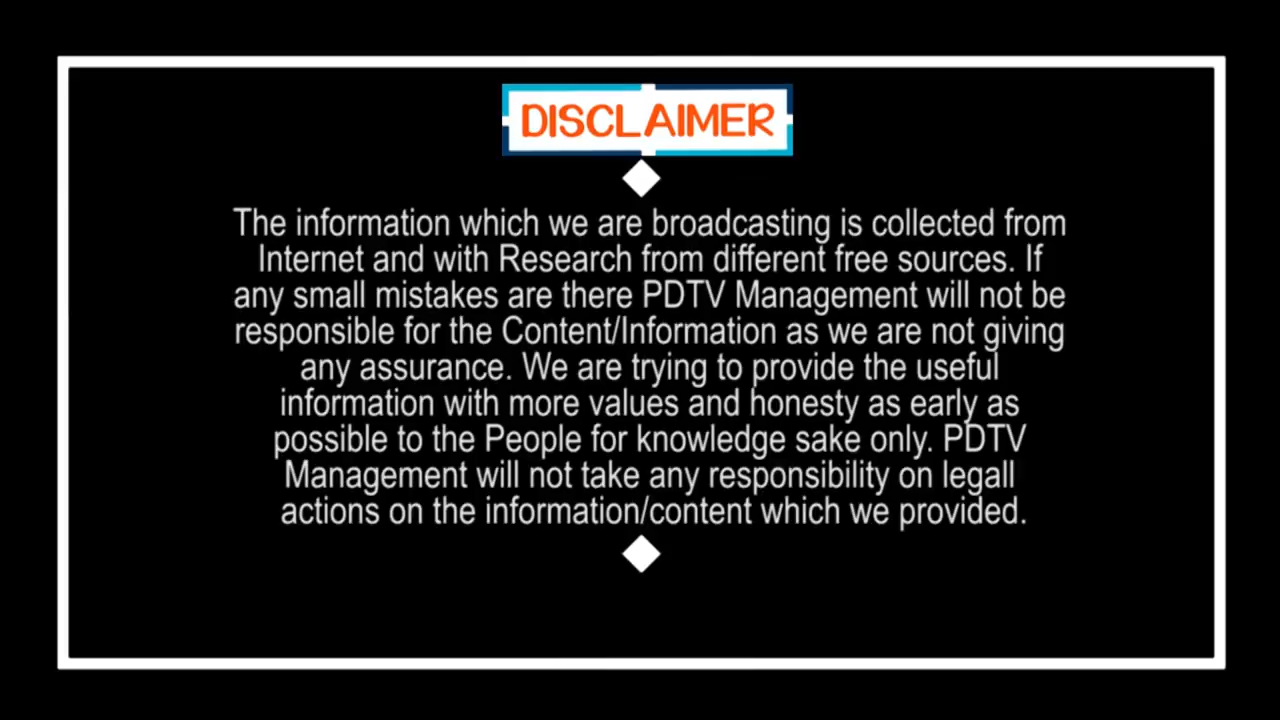 DISCLAIMER
The information which we are broadcasting is collected from
Internet and with Research from different free sources. If
any small mistakes are there PDTV Management will not be
responsible for the Content/Information as we are not giving
any assurance. We are trying to provide the useful
information with more values and honesty as early as
possible to the People for knowledge sake only. PDTV
Management will not take any responsibility on legall
actions on the information/content which we provided.